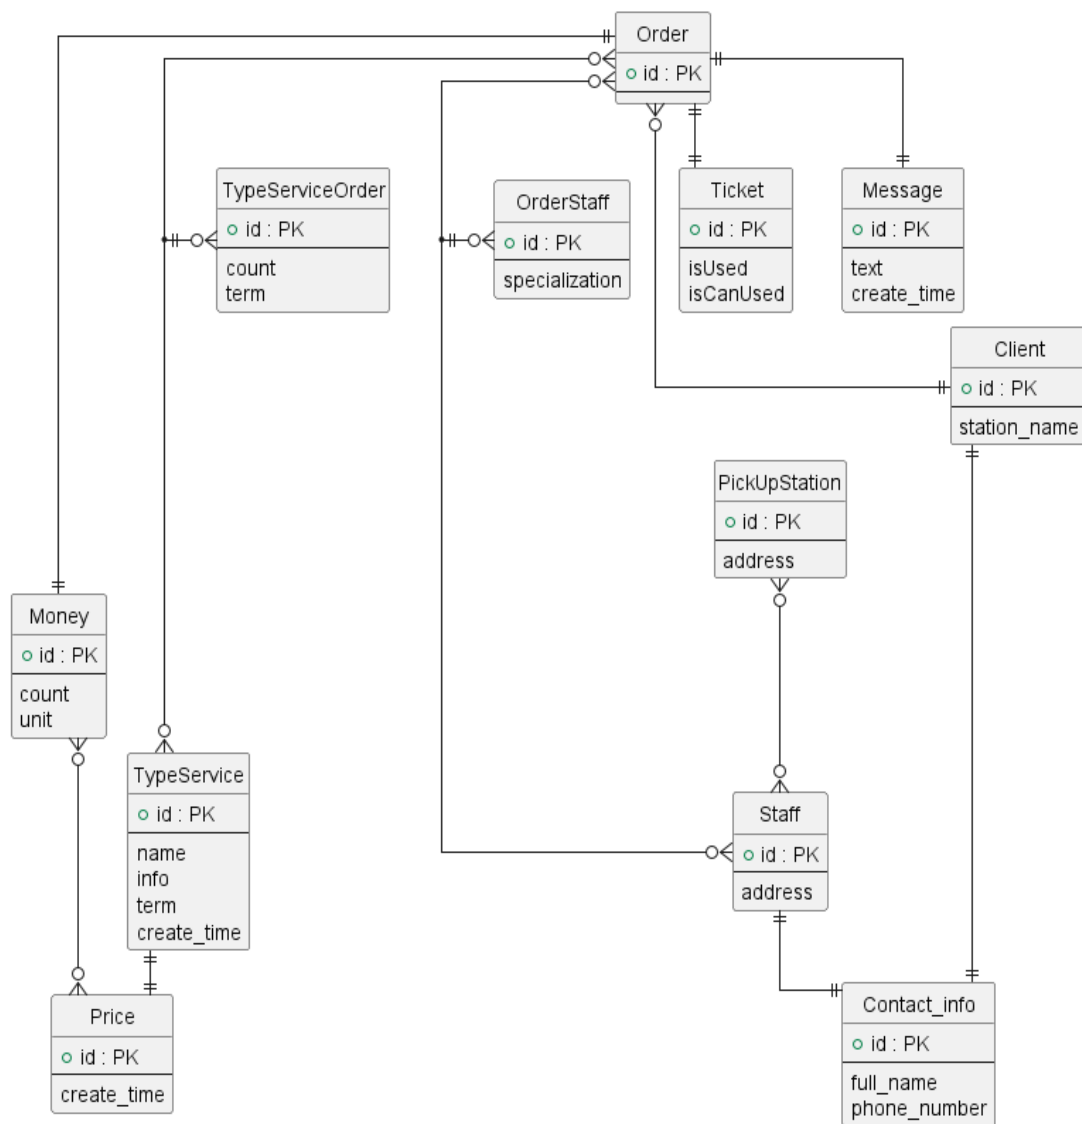 Order
id : PK
TypeServiceOrder
id : PK
count
term
OrderStaff
id : PK
specialization
Ticket
id : PK
isUsed
isCanUsed
Message
id : PK
text
create_time
Client
id : PK
station_name
PickUpStation
id : PK
address
Money
id : PK
count
unit
TypeService
id : PK
name
info
term
create_time
Staff
id : PK
address
Price
id : PK
create_time
Contact_info
id : PK
full_name
phone_number